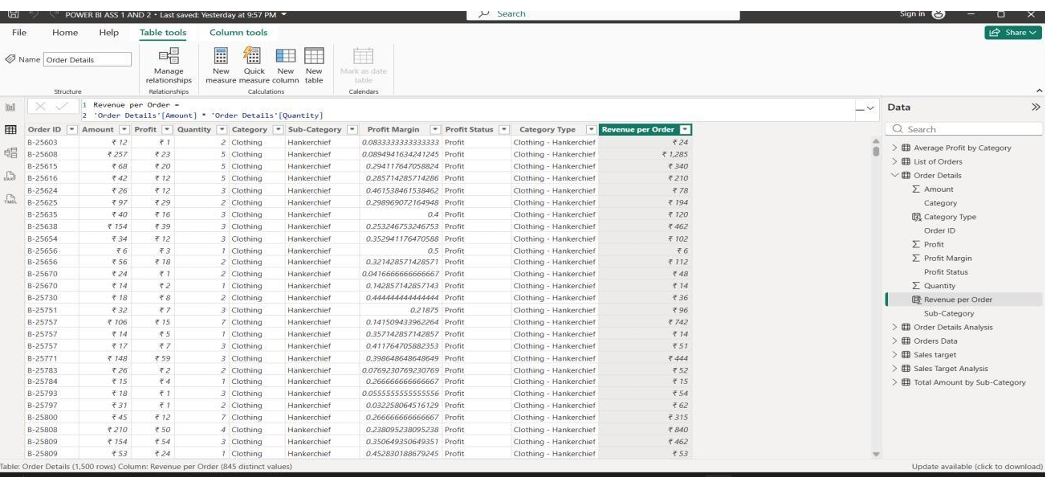 POWER BI ASS 1 AND 2 • Last saved: Yesterday at 9:57 PM
Search
Sign in
File Home Help Table tools Column tools
Share
Name Order Details
Manage relationships
New measure
Quick measure
New column
New table
Mark as date table
Structure Relationships Calculations Calendars
1 Revenue per Order =
2 'Order Details'[Amount] * 'Order Details'[Quantity]
Order ID Amount Profit Quantity Category Sub-Category Profit Margin Profit Status Category Type Revenue per Order
B-25603 ₹ 12 ₹ 1 2 Clothing Hankerchief 0.0833333333333333 Profit Clothing - Hankerchief ₹ 24
B-25608 ₹ 257 ₹ 23 5 Clothing Hankerchief 0.0894941634241245 Profit Clothing - Hankerchief ₹ 1,285
B-25615 ₹ 68 ₹ 20 5 Clothing Hankerchief 0.294117647058824 Profit Clothing - Hankerchief ₹ 340
B-25616 ₹ 42 ₹ 12 5 Clothing Hankerchief 0.285714285714286 Profit Clothing - Hankerchief ₹ 210
B-25624 ₹ 26 ₹ 12 3 Clothing Hankerchief 0.461538461538462 Profit Clothing - Hankerchief ₹ 78
B-25625 ₹ 97 ₹ 29 2 Clothing Hankerchief 0.298969072164948 Profit Clothing - Hankerchief ₹ 194
B-25635 ₹ 40 ₹ 16 3 Clothing Hankerchief 0.4 Profit Clothing - Hankerchief ₹ 120
B-25638 ₹ 154 ₹ 39 3 Clothing Hankerchief 0.253246753246753 Profit Clothing - Hankerchief ₹ 462
B-25654 ₹ 34 ₹ 12 3 Clothing Hankerchief 0.352941176470588 Profit Clothing - Hankerchief ₹ 102
B-25656 ₹ 6 ₹ 3 1 Clothing Hankerchief 0.5 Profit Clothing - Hankerchief ₹ 6
B-25656 ₹ 56 ₹ 18 2 Clothing Hankerchief 0.321428571428571 Profit Clothing - Hankerchief ₹ 112
B-25670 ₹ 24 ₹ 1 2 Clothing Hankerchief 0.0416666666666667 Profit Clothing - Hankerchief ₹ 48
B-25670 ₹ 14 ₹ 2 1 Clothing Hankerchief 0.142857142857143 Profit Clothing - Hankerchief ₹ 14
B-25730 ₹ 18 ₹ 8 2 Clothing Hankerchief 0.444444444444444 Profit Clothing - Hankerchief ₹ 36
B-25751 ₹ 32 ₹ 7 3 Clothing Hankerchief 0.21875 Profit Clothing - Hankerchief ₹ 96
B-25757 ₹ 106 ₹ 15 7 Clothing Hankerchief 0.141509433962264 Profit Clothing - Hankerchief ₹ 742
B-25757 ₹ 14 ₹ 5 1 Clothing Hankerchief 0.357142857142857 Profit Clothing - Hankerchief ₹ 14
B-25757 ₹ 17 ₹ 7 3 Clothing Hankerchief 0.411764705882353 Profit Clothing - Hankerchief ₹ 51
B-25771 ₹ 148 ₹ 59 3 Clothing Hankerchief 0.398648648648649 Profit Clothing - Hankerchief ₹ 444
B-25783 ₹ 26 ₹ 2 2 Clothing Hankerchief 0.0769230769230769 Profit Clothing - Hankerchief ₹ 52
B-25784 ₹ 15 ₹ 4 1 Clothing Hankerchief 0.266666666666667 Profit Clothing - Hankerchief ₹ 15
B-25793 ₹ 18 ₹ 1 3 Clothing Hankerchief 0.0555555555555556 Profit Clothing - Hankerchief ₹ 54
B-25797 ₹ 31 ₹ 1 2 Clothing Hankerchief 0.032258064516129 Profit Clothing - Hankerchief ₹ 62
B-25800 ₹ 45 ₹ 12 7 Clothing Hankerchief 0.266666666666667 Profit Clothing - Hankerchief ₹ 315
B-25808 ₹ 210 ₹ 50 4 Clothing Hankerchief 0.238095238095238 Profit Clothing - Hankerchief ₹ 840
B-25809 ₹ 154 ₹ 54 3 Clothing Hankerchief 0.350649350649351 Profit Clothing - Hankerchief ₹ 462
B-25809 ₹ 53 ₹ 24 1 Clothing Hankerchief 0.452830188679245 Profit Clothing - Hankerchief ₹ 53
Data
Search
Average Profit by Category
List of Orders
Order Details
Amount
Category
Category Type
Order ID
Profit
Profit Margin
Profit Status
Quantity
Revenue per Order
Sub-Category
Order Details Analysis
Orders Data
Sales target
Sales Target Analysis
Total Amount by Sub-Category
Table: Order Details (1,500 rows) Column: Revenue per Order (845 distinct values)
Update available (click to download)